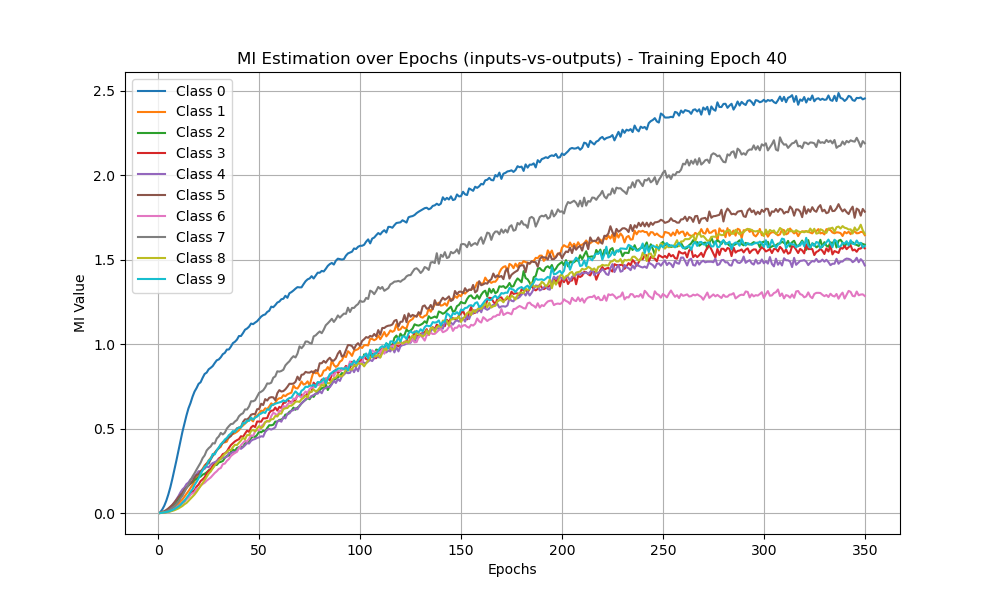 MI Estimation over Epochs (inputs-vs-outputs) - Training Epoch 40
2.5
2.0
1.5
1.0
0.5
0.0
MI Value
Class 0
Class 1
Class 2
Class 3
Class 4
Class 5
Class 6
Class 7
Class 8
Class 9
0 50 100 150 200 250 300 350
Epochs